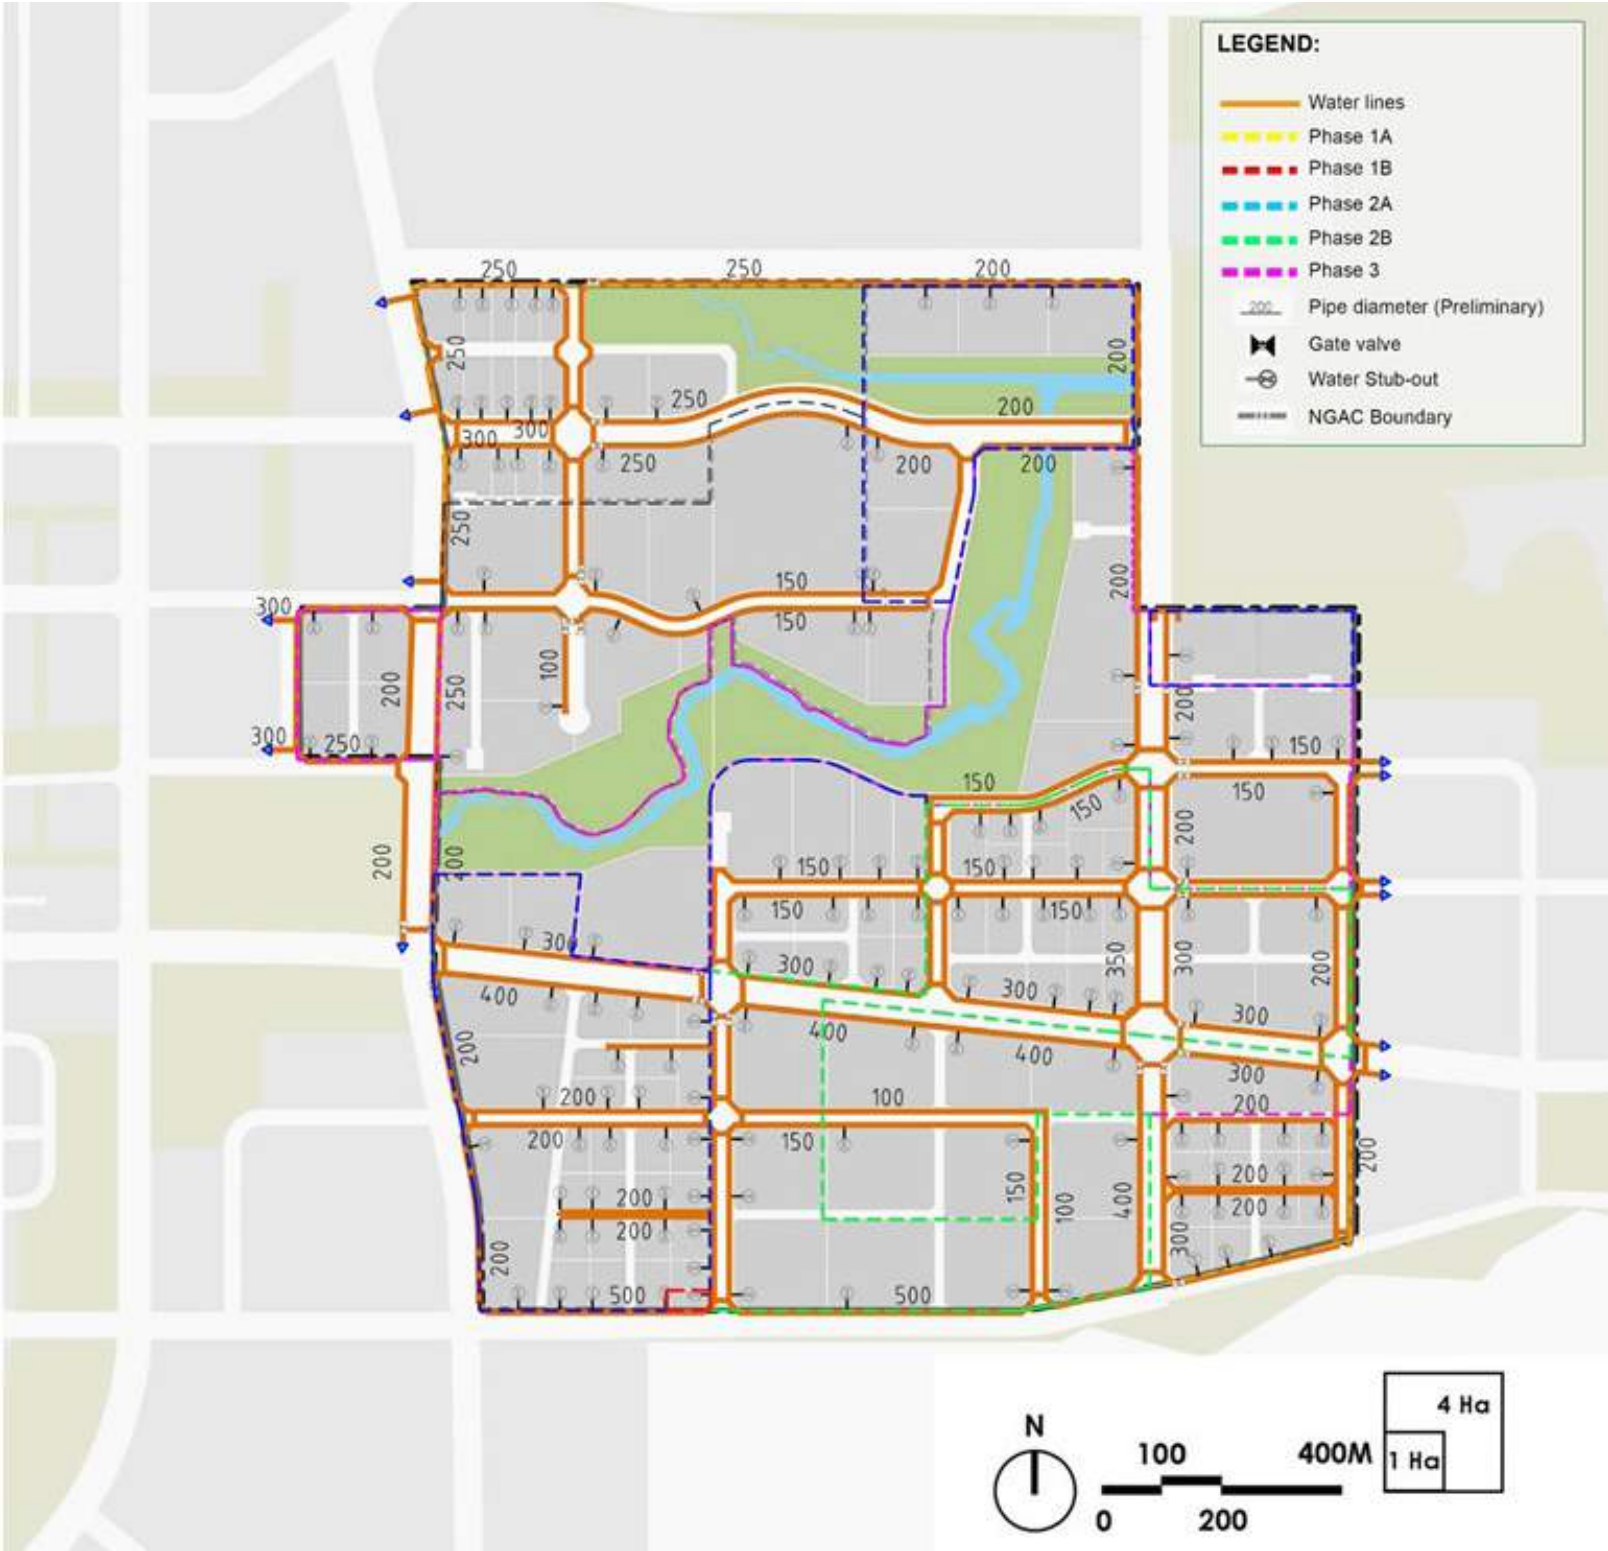 LEGEND:
Water lines
Phase 1A
Phase 1B
Phase 2A
Phase 2B
Phase 3
200 Pipe diameter (Preliminary)
Gate valve
Water Stub-out
NGAC Boundary
250 250 200
250 200
250 200
300 300
250 200 200
250
150
200
300 150
100
200 250
200
300 250 150
150 150
150 200
200 200
150 150
150 150
300 350 300 200
300
400 300 300
400
200 400 300
200 100 200
200 150
200
150 100 400 200
200 200
200 300
200
500 500
N
100 400M
0 200
4 Ha
1 Ha